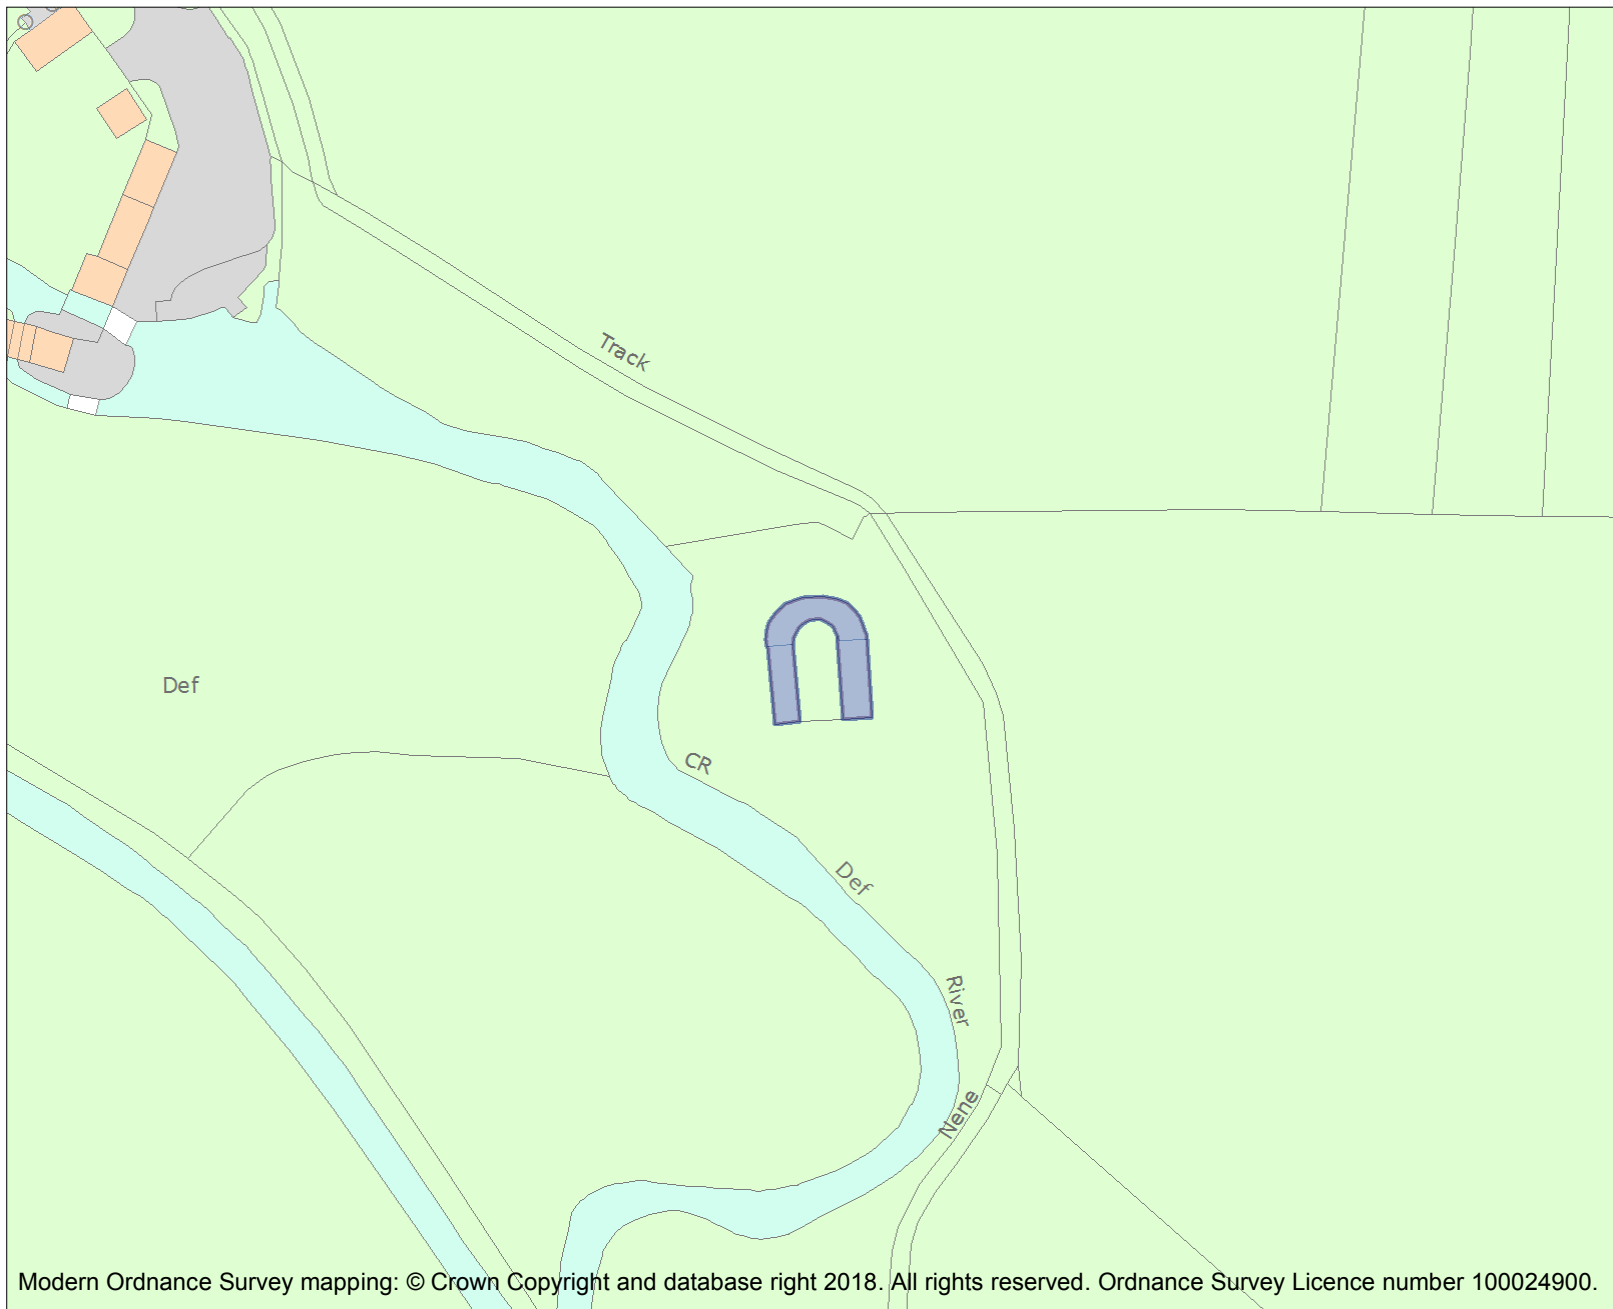 Track
Def
CR
Def
River
Nene
Modern Ordnance Survey mapping: © Crown Copyright and database right 2018. All rights reserved. Ordnance Survey Licence number 100024900.